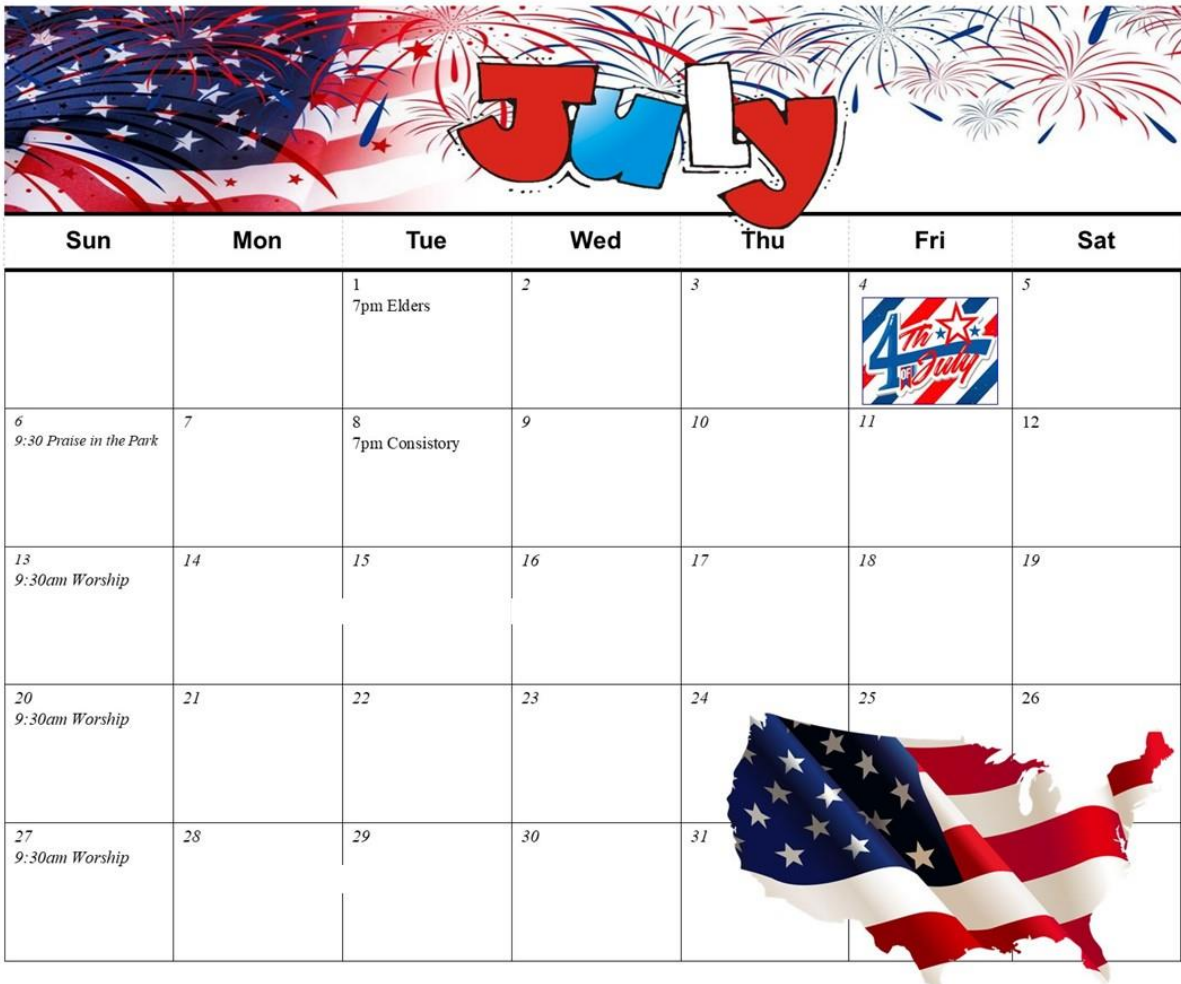 July
Sun Mon Tue Wed Thu Fri Sat
1 2 3 4 5
7pm Elders
4Th
OF July
6 7 8 9 10 11 12
9:30 Praise in the Park 7pm Consistory
13 14 15 16 17 18 19
9:30am Worship
20 21 22 23 24 25 26
9:30am Worship
27 28 29 30 31
9:30am Worship